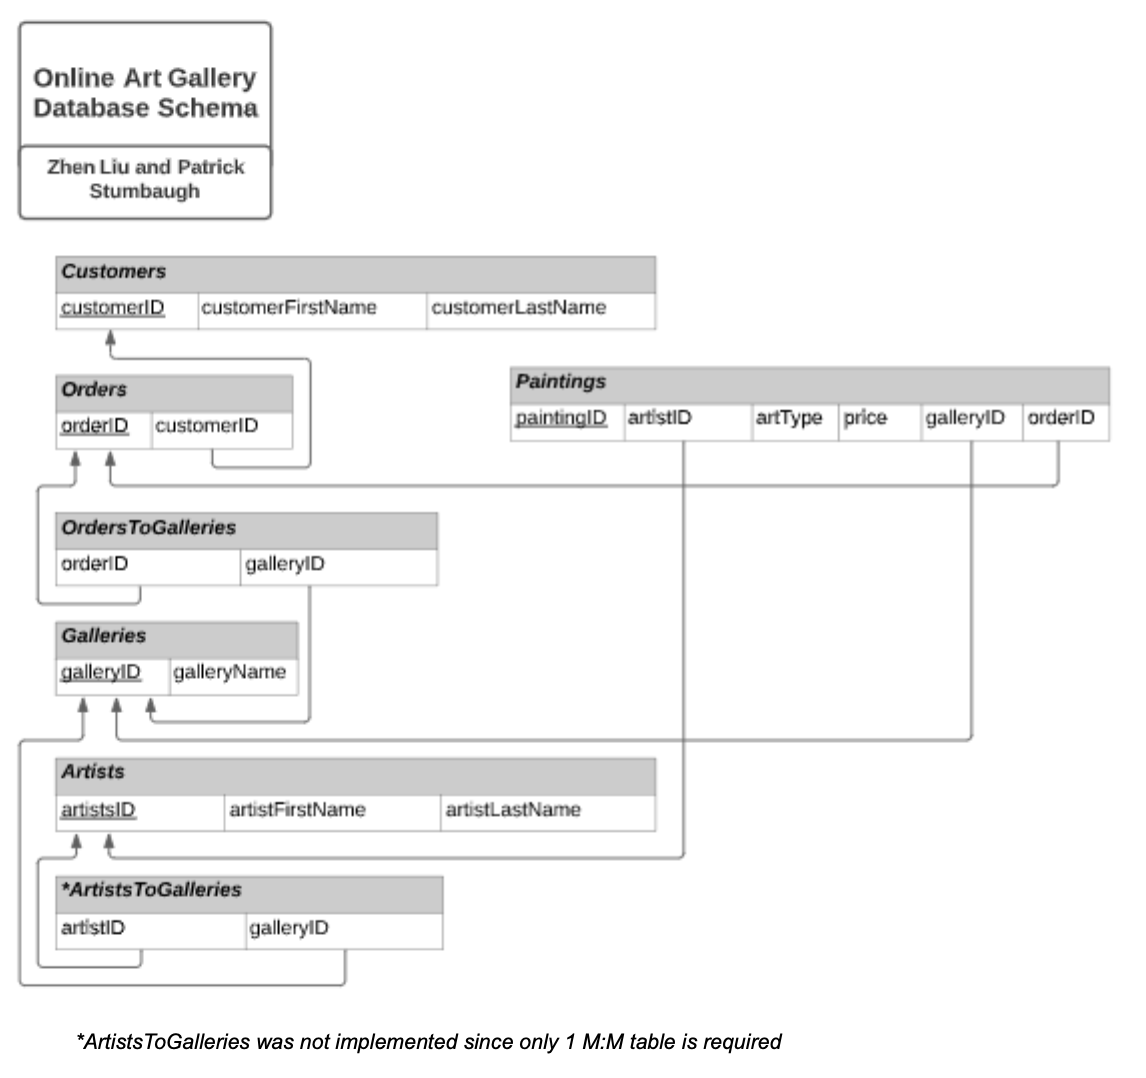 Online Art Gallery
Database Schema
Zhen Liu and Patrick
Stumbaugh
Customers
customerID customerFirstName customerLastName
Orders
orderID customerID
Paintings
paintingID artistID artType price galleryID orderID
OrdersToGalleries
orderID galleryID
Galleries
galleryID galleryName
Artists
artistsID artistFirstName artistLastName
*ArtistsToGalleries
artistID galleryID
*ArtistsToGalleries was not implemented since only 1 M:M table is required